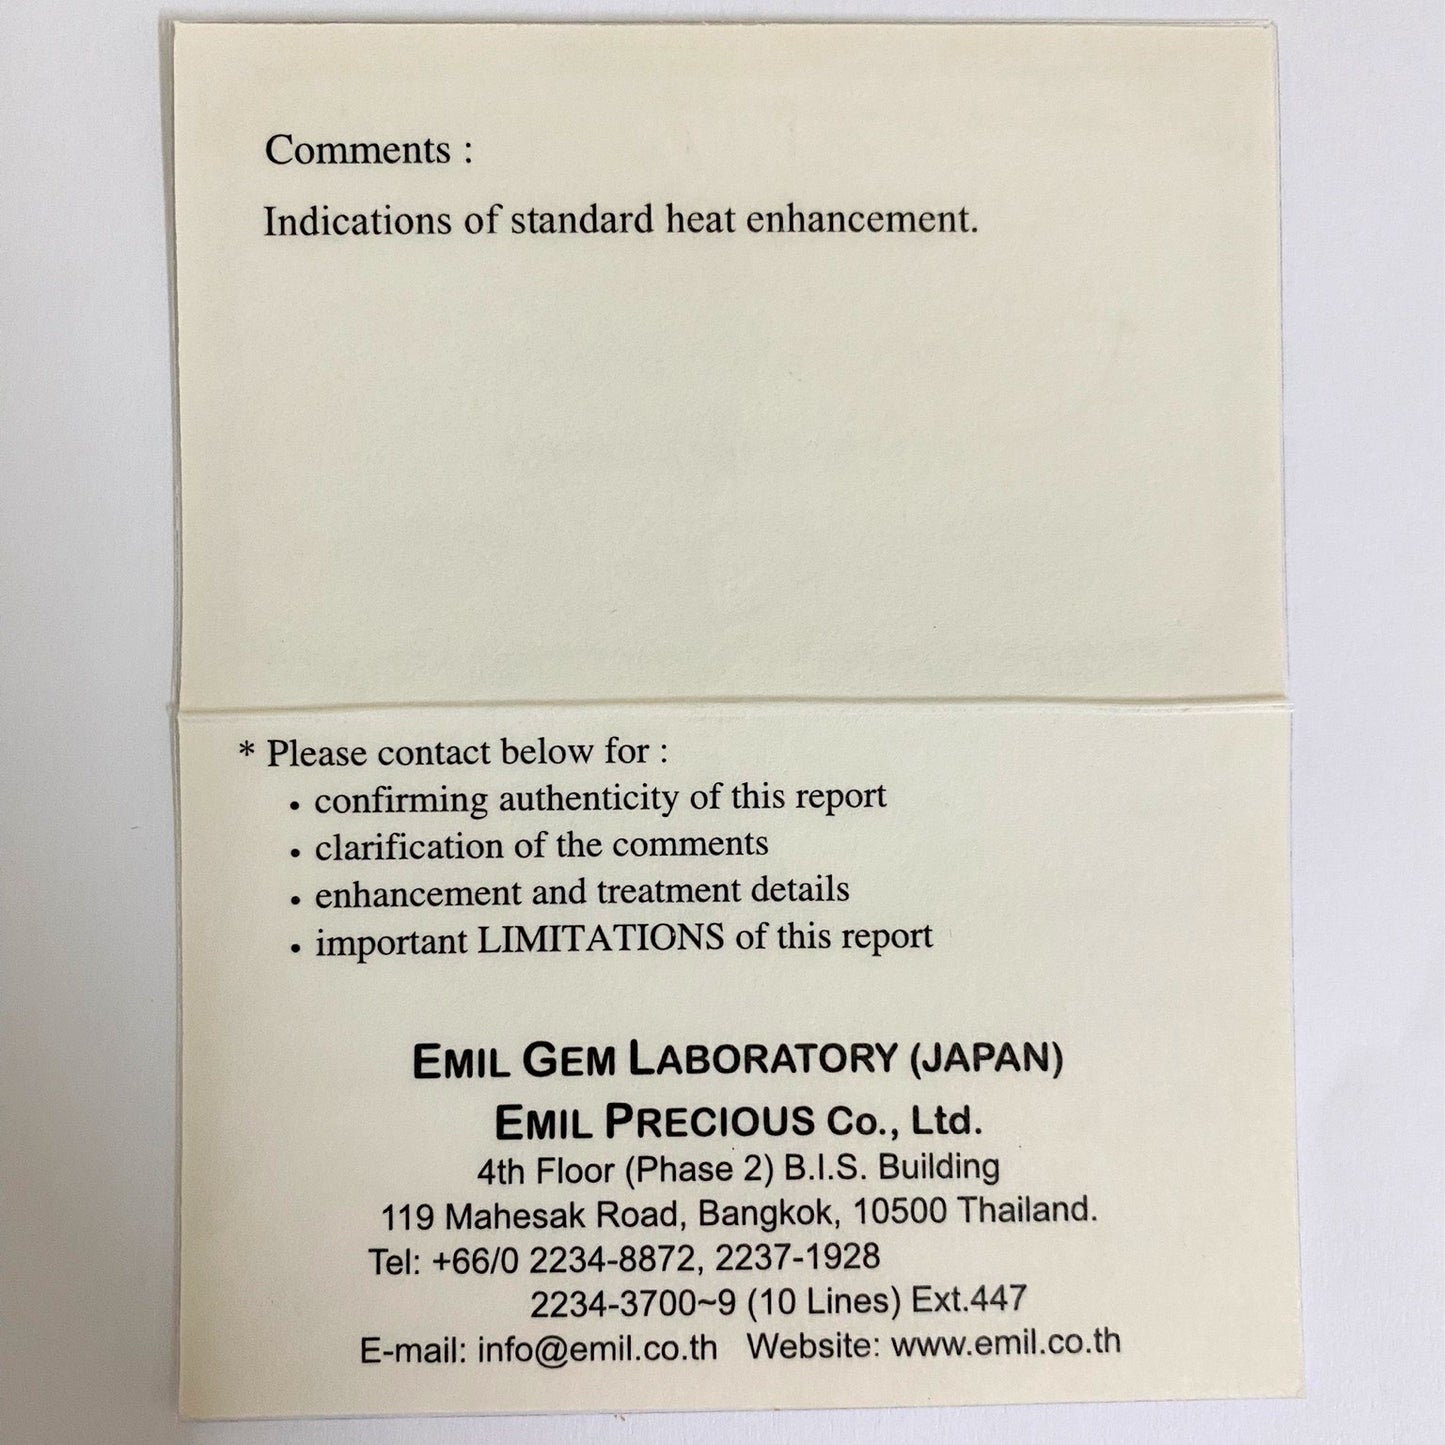 Comments :
Indications of standard heat enhancement.
* Please contact below for :
• confirming authenticity of this report
• clarification of the comments
• enhancement and treatment details
• important LIMITATIONS of this report
EMIL GEM LABORATORY (JAPAN)
EMIL PRECIOUS Co., Ltd.
4th Floor (Phase 2) B.I.S. Building
119 Mahesak Road, Bangkok, 10500 Thailand.
Tel: +66/0 2234-8872, 2237-1928
2234-3700~9 (10 Lines) Ext.447
E-mail: info@emil.co.th Website: www.emil.co.th